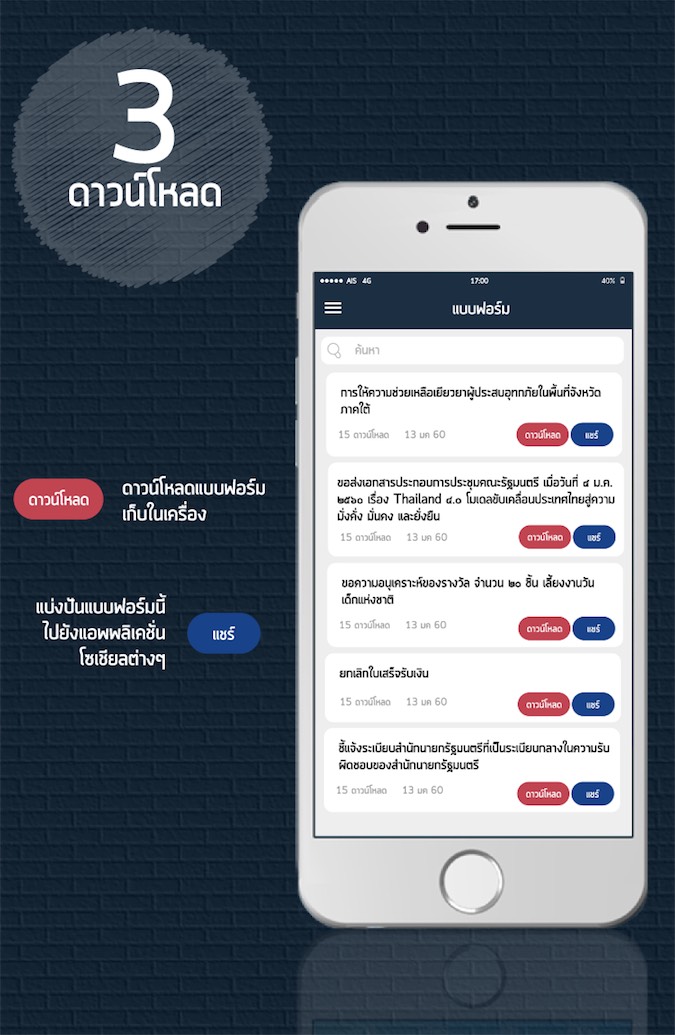 3
ดาวน์โหลด
AIS 4G 17:00 40%
แบบฟอร์ม
ค้นหา
การให้ความช่วยเหลือเยียวยาผู้ประสบอุทกภัยในพื้นที่จังหวัด
ภาคใต้
15 ดาวน์โหลด 13 มค 60 ดาวน์โหลด แชร์
ขอส่งเอกสารประกอบการประชุมคณะรัฐมนตรี เมื่อวันที่ ๔ ม.ค.
๒๕๖๐ เรื่อง Thailand ๔.๐ โมเดลขับเคลื่อนประเทศไทยสู่ความ
มั่งคั่ง มั่นคง และยั่งยืน
15 ดาวน์โหลด 13 มค 60 ดาวน์โหลด แชร์
ขอความอนุเคราะห์ของรางวัล จำนวน ๒๐ ชิ้น เลี้ยงงานวัน
เด็กแห่งชาติ
15 ดาวน์โหลด 13 มค 60 ดาวน์โหลด แชร์
ยกเลิกใบเสร็จรับเงิน
15 ดาวน์โหลด 13 มค 60 ดาวน์โหลด แชร์
ชี้แจ้งระเบียบสำนักนายกรัฐมนตรีที่เป็นระเบียบกลางในความรับ
ผิดชอบของสำนักนายกรัฐมนตรี
15 ดาวน์โหลด 13 มค 60 ดาวน์โหลด แชร์
ดาวน์โหลด
ดาวน์โหลดแบบฟอร์ม
เก็บในเครื่อง
แบ่งปันแบบฟอร์มนี้
ไปยังแอพพลิเคชั่น
โซเชียลต่างๆ
แชร์